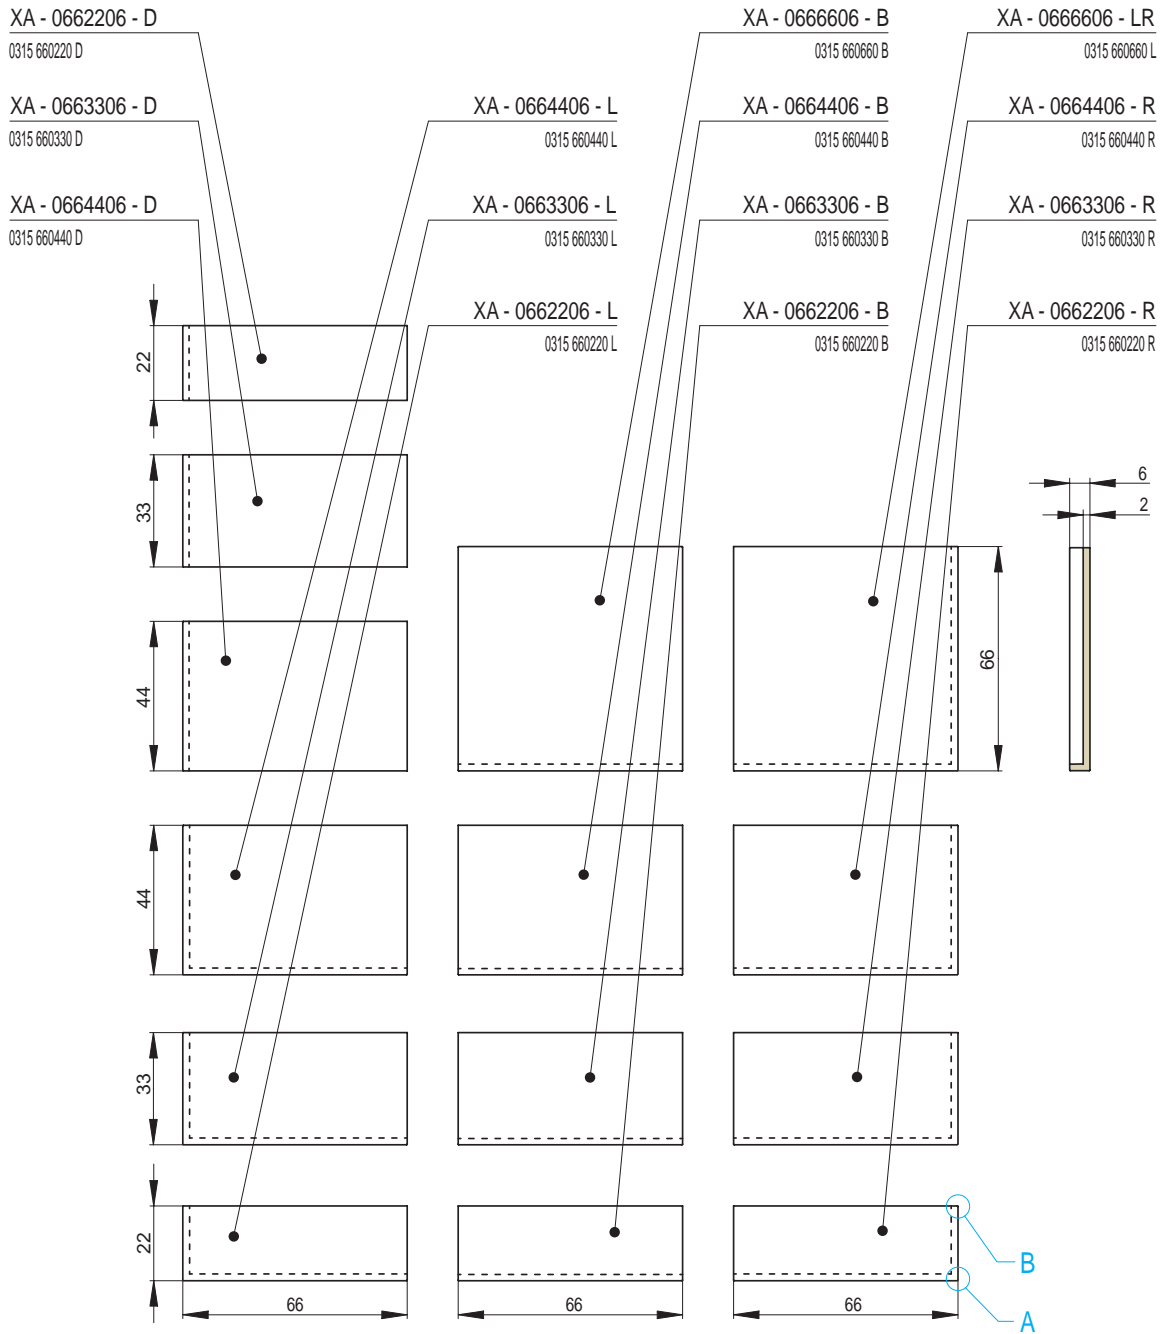 XA - 0662206 - D
0315 660220 D
XA - 0666606 - B
0315 660660 B
XA - 0666606 - LR
0315 660660 L
XA - 0663306 - D
0315 660330 D
XA - 0664406 - L
0315 660440 L
XA - 0664406 - B
0315 660440 B
XA - 0664406 - R
0315 660440 R
XA - 0664406 - D
0315 660440 D
XA - 0663306 - L
0315 660330 L
XA - 0663306 - B
0315 660330 B
XA - 0663306 - R
0315 660330 R
XA - 0662206 - L
0315 660220 L
XA - 0662206 - B
0315 660220 B
XA - 0662206 - R
0315 660220 R
22
33
6
2
44
66
44
33
22
B
66
66
66
A